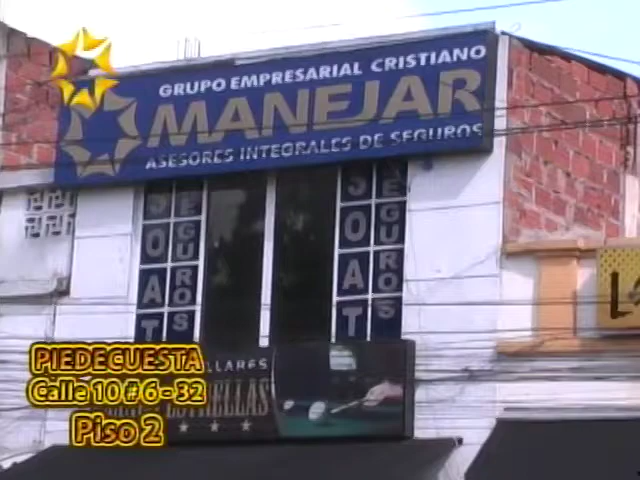 GRUPO EMPRESARIAL CRISTIANO
MANEJAR
ASESORES INTEGRALES DE SEGUROS
SOAT
SEGUROS
SOAT
SEGUROS
ESTRELLAS
PIEDECUESTA
Calle 10 # 6 - 32
Piso 2